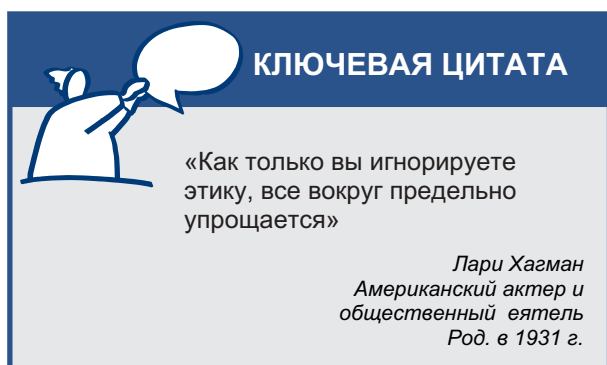 КЛЮЧЕВАЯ ЦИТАТА
«Как только вы игнорируете
этику, все вокруг предельно
упрощается»
Лари Хагман
Американский актер и
общественный еятель
Род. в 1931 г.